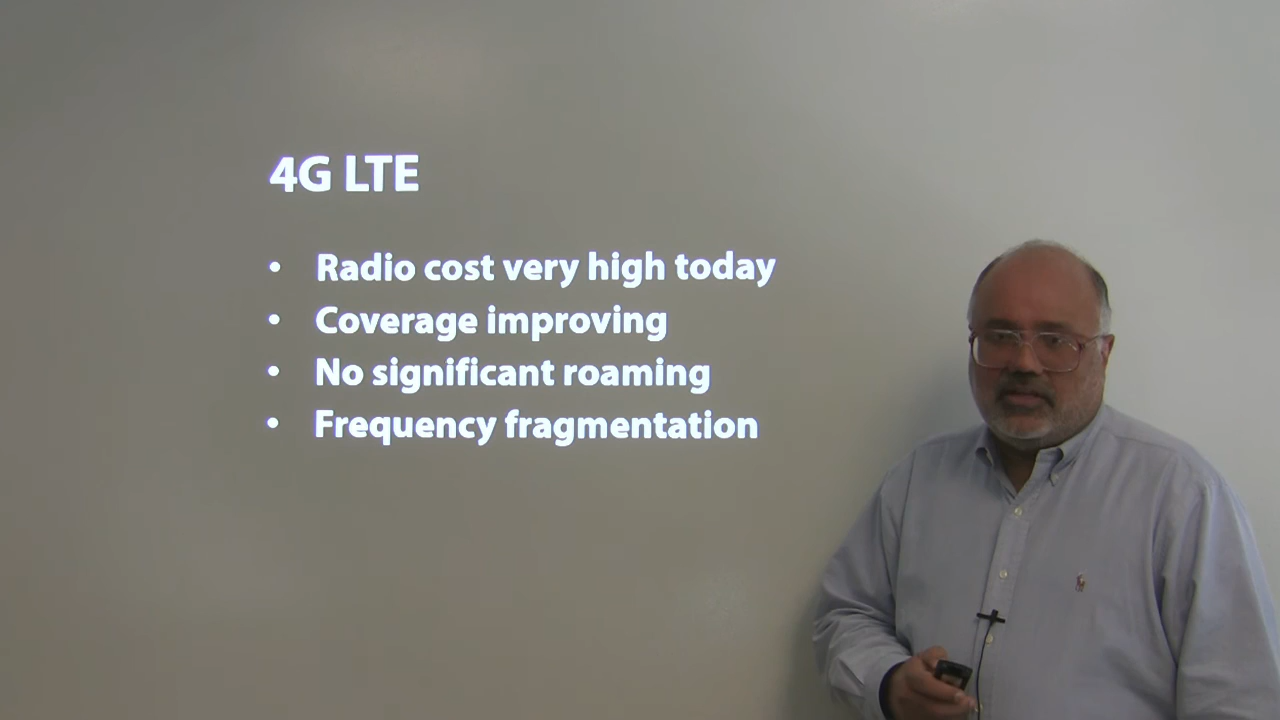 4G LTE
• Radio cost very high today
• Coverage improving
• No significant roaming
• Frequency fragmentation